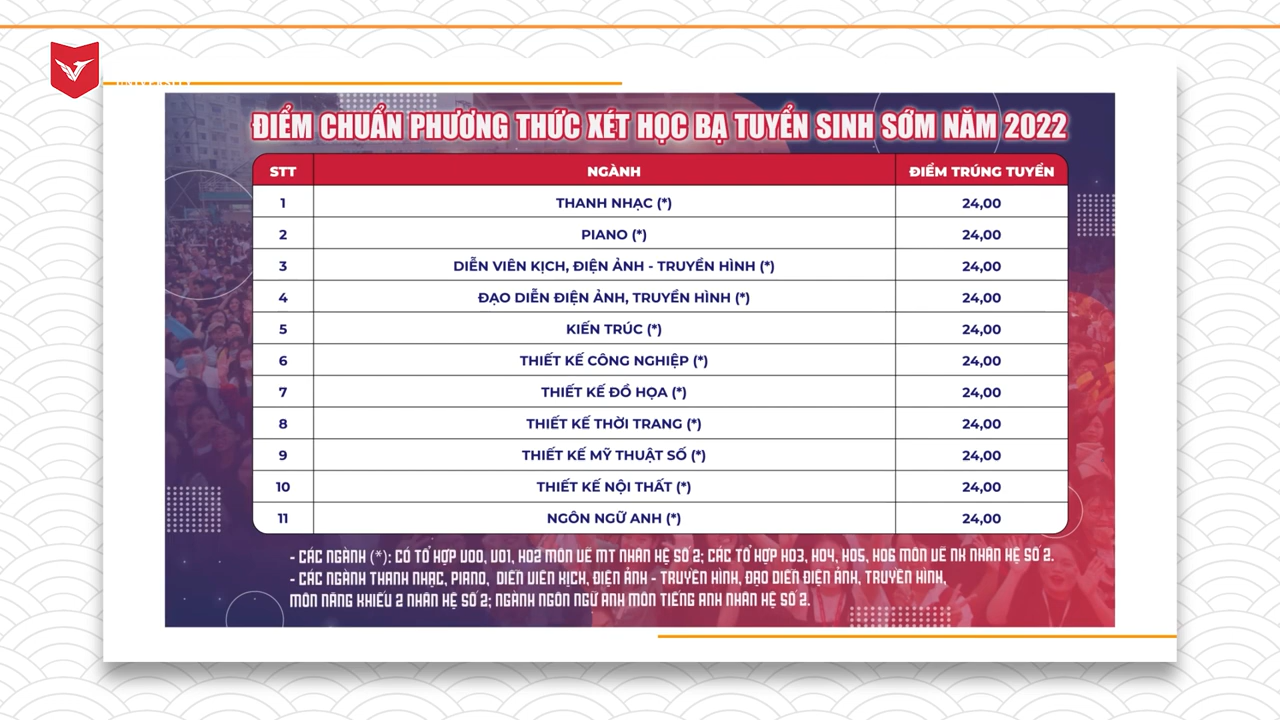 UNIVERSITY
ĐIỂM CHUẨN PHƯƠNG THỨC XÉT HỌC BẠ TUYỂN SINH SỚM NĂM 2022
STT NGÀNH ĐIỂM TRÚNG TUYỂN
1 THANH NHẠC (*) 24,00
2 PIANO (*) 24,00
3 DIỄN VIÊN KỊCH, ĐIỆN ẢNH - TRUYỀN HÌNH (*) 24,00
4 ĐẠO DIỄN ĐIỆN ẢNH, TRUYỀN HÌNH (*) 24,00
5 KIẾN TRÚC (*) 24,00
6 THIẾT KẾ CÔNG NGHIỆP (*) 24,00
7 THIẾT KẾ ĐỒ HỌA (*) 24,00
8 THIẾT KẾ THỜI TRANG (*) 24,00
9 THIẾT KẾ MỸ THUẬT SỐ (*) 24,00
10 THIẾT KẾ NỘI THẤT (*) 24,00
11 NGÔN NGỮ ANH (*) 24,00
- CÁC NGÀNH (*): CÓ TỔ HỢP V00, V01, H02 MÔN VẼ MT NHÂN HỆ SỐ 2; CÁC TỔ HỢP H03, H04, H05, H06 MÔN VẼ NK NHÂN HỆ SỐ 2.
- CÁC NGÀNH THANH NHẠC, PIANO, DIỄN VIÊN KỊCH, ĐIỆN ẢNH - TRUYỀN HÌNH, ĐẠO DIỄN ĐIỆN ẢNH, TRUYỀN HÌNH,
MÔN NĂNG KHIẾU 2 NHÂN HỆ SỐ 2; NGÀNH NGÔN NGỮ ANH MÔN TIẾNG ANH NHÂN HỆ SỐ 2.